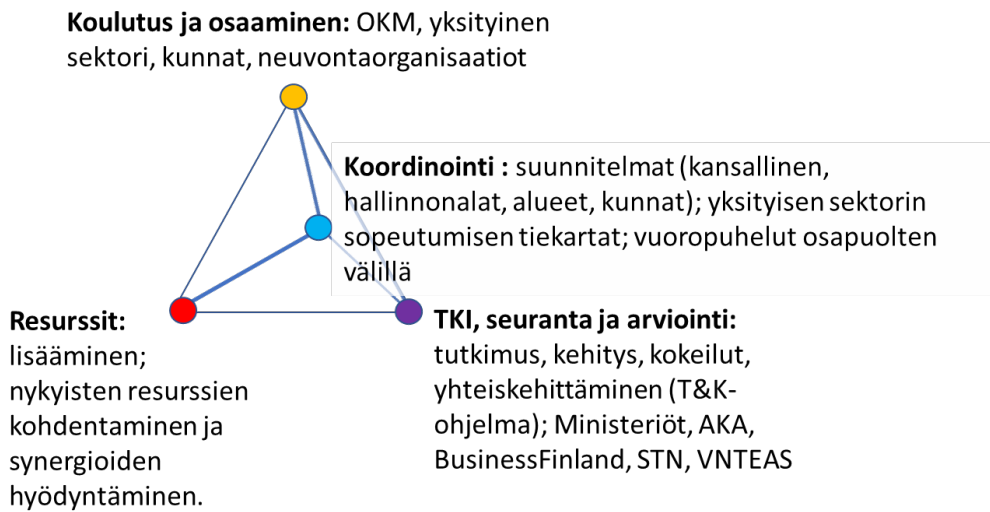 Koulutus ja osaaminen: OKM, yksityinen
sektori, kunnat, neuvontaorganisaatiot
Koordinointi : suunnitelmat (kansallinen,
hallinnonalat, alueet, kunnat); yksityisen sektorin
sopeutumisen tiekartat; vuoropuhelut osapuolten
välillä
Resurssit:
lisääminen;
nykyisten resurssien
kohdentaminen ja
synergioiden
hyödyntäminen.
TKI, seuranta ja arviointi:
tutkimus, kehitys, kokeilut,
yhteiskehittäminen (T&K-
ohjelma); Ministeriöt, AKA,
BusinessFinland, STN, VNTEAS